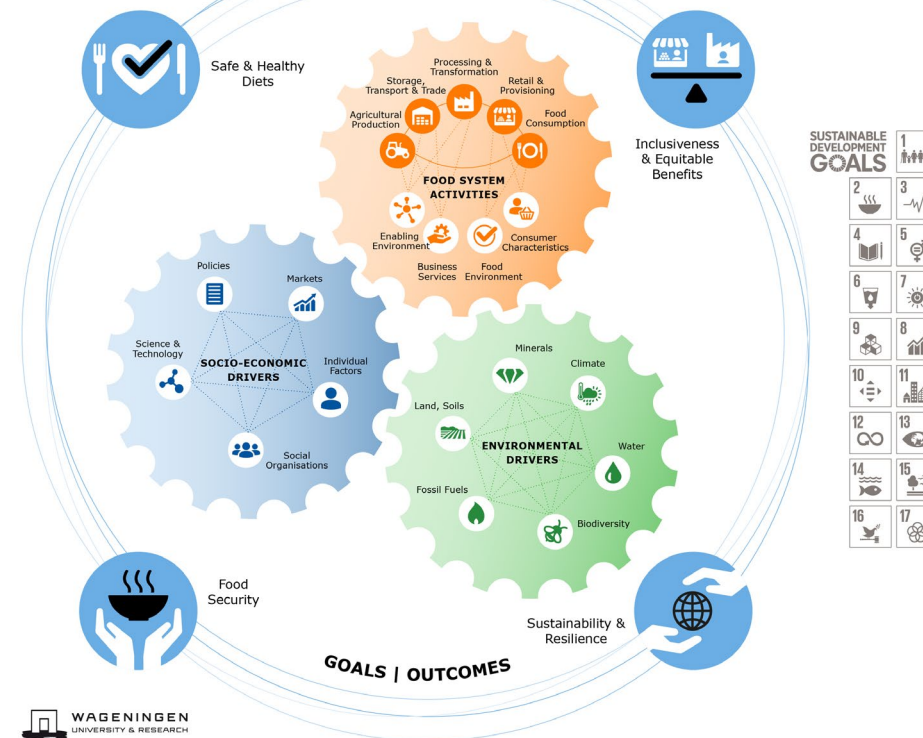 Safe & Healthy
Diets
Processing &
Transformation
Storage,
Transport & Trade
Retail &
Provisioning
Agricultural
Production
Food
Consumption
FOOD SYSTEM
ACTIVITIES
Enabling
Environment
Business
Services
Food
Environment
Consumer
Characteristics
Inclusiveness
& Equitable
Benefits
SUSTAINABLE
DEVELOPMENT
GOALS
1
2
3
4
5
6
7
9
8
10
11
12
13
14
15
16
17
Policies
Markets
Science &
Technology
SOCIO-ECONOMIC
DRIVERS
Individual
Factors
Social
Organisations
Minerals
Climate
Land, Soils
ENVIRONMENTAL
DRIVERS
Water
Fossil Fuels
Biodiversity
Food
Security
Sustainability &
Resilience
GOALS | OUTCOMES
WAGENINGEN
UNIVERSITY & RESEARCH